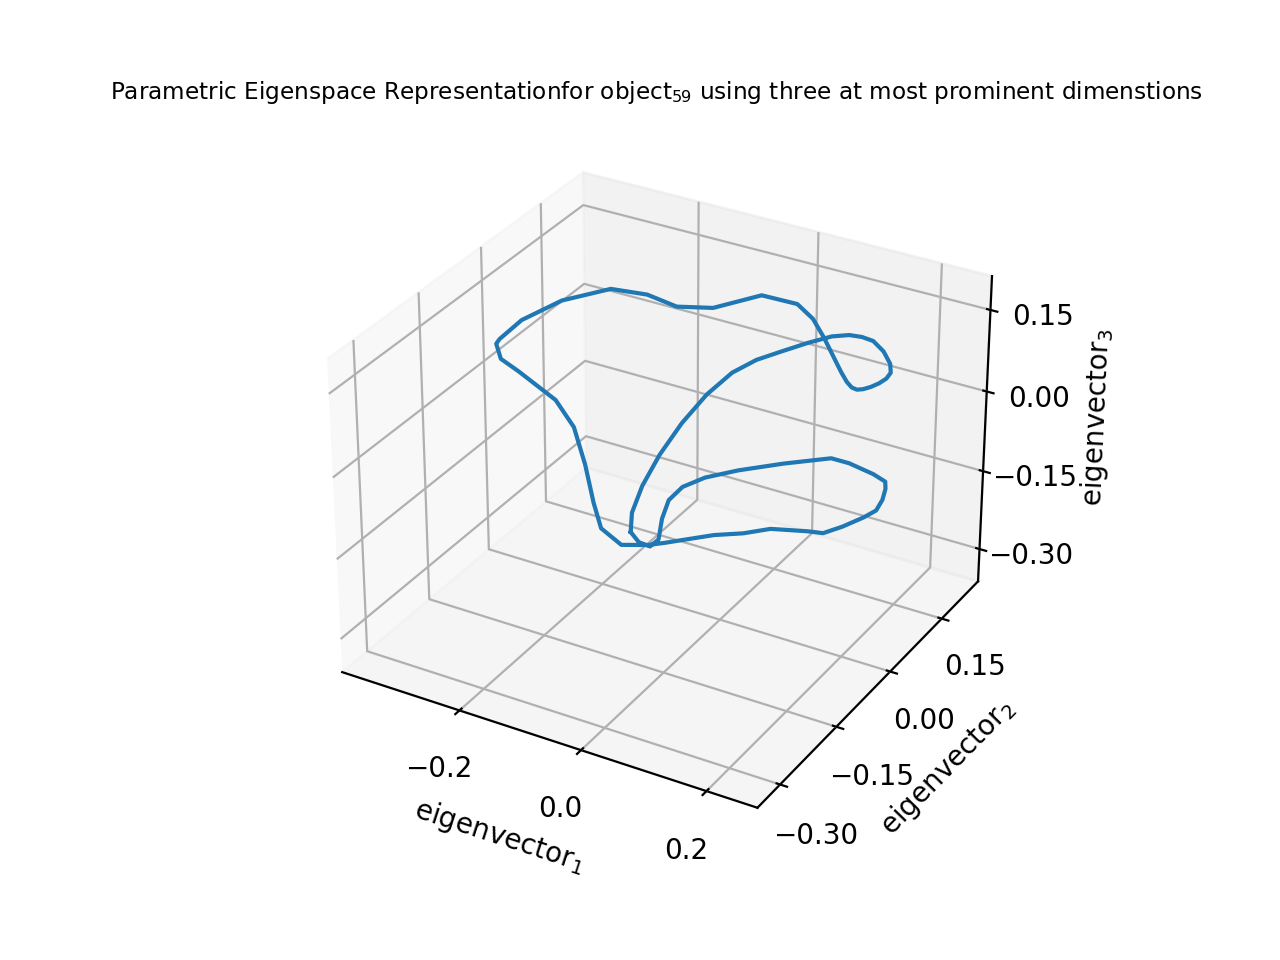 Parametric Eigenspace Representationfor object₅₉ using three at most prominent dimenstions
0.15
0.00
−0.15
−0.30
eigenvector₃
0.15
0.00
−0.15
−0.30
eigenvector₂
−0.2
0.0
0.2
eigenvector₁